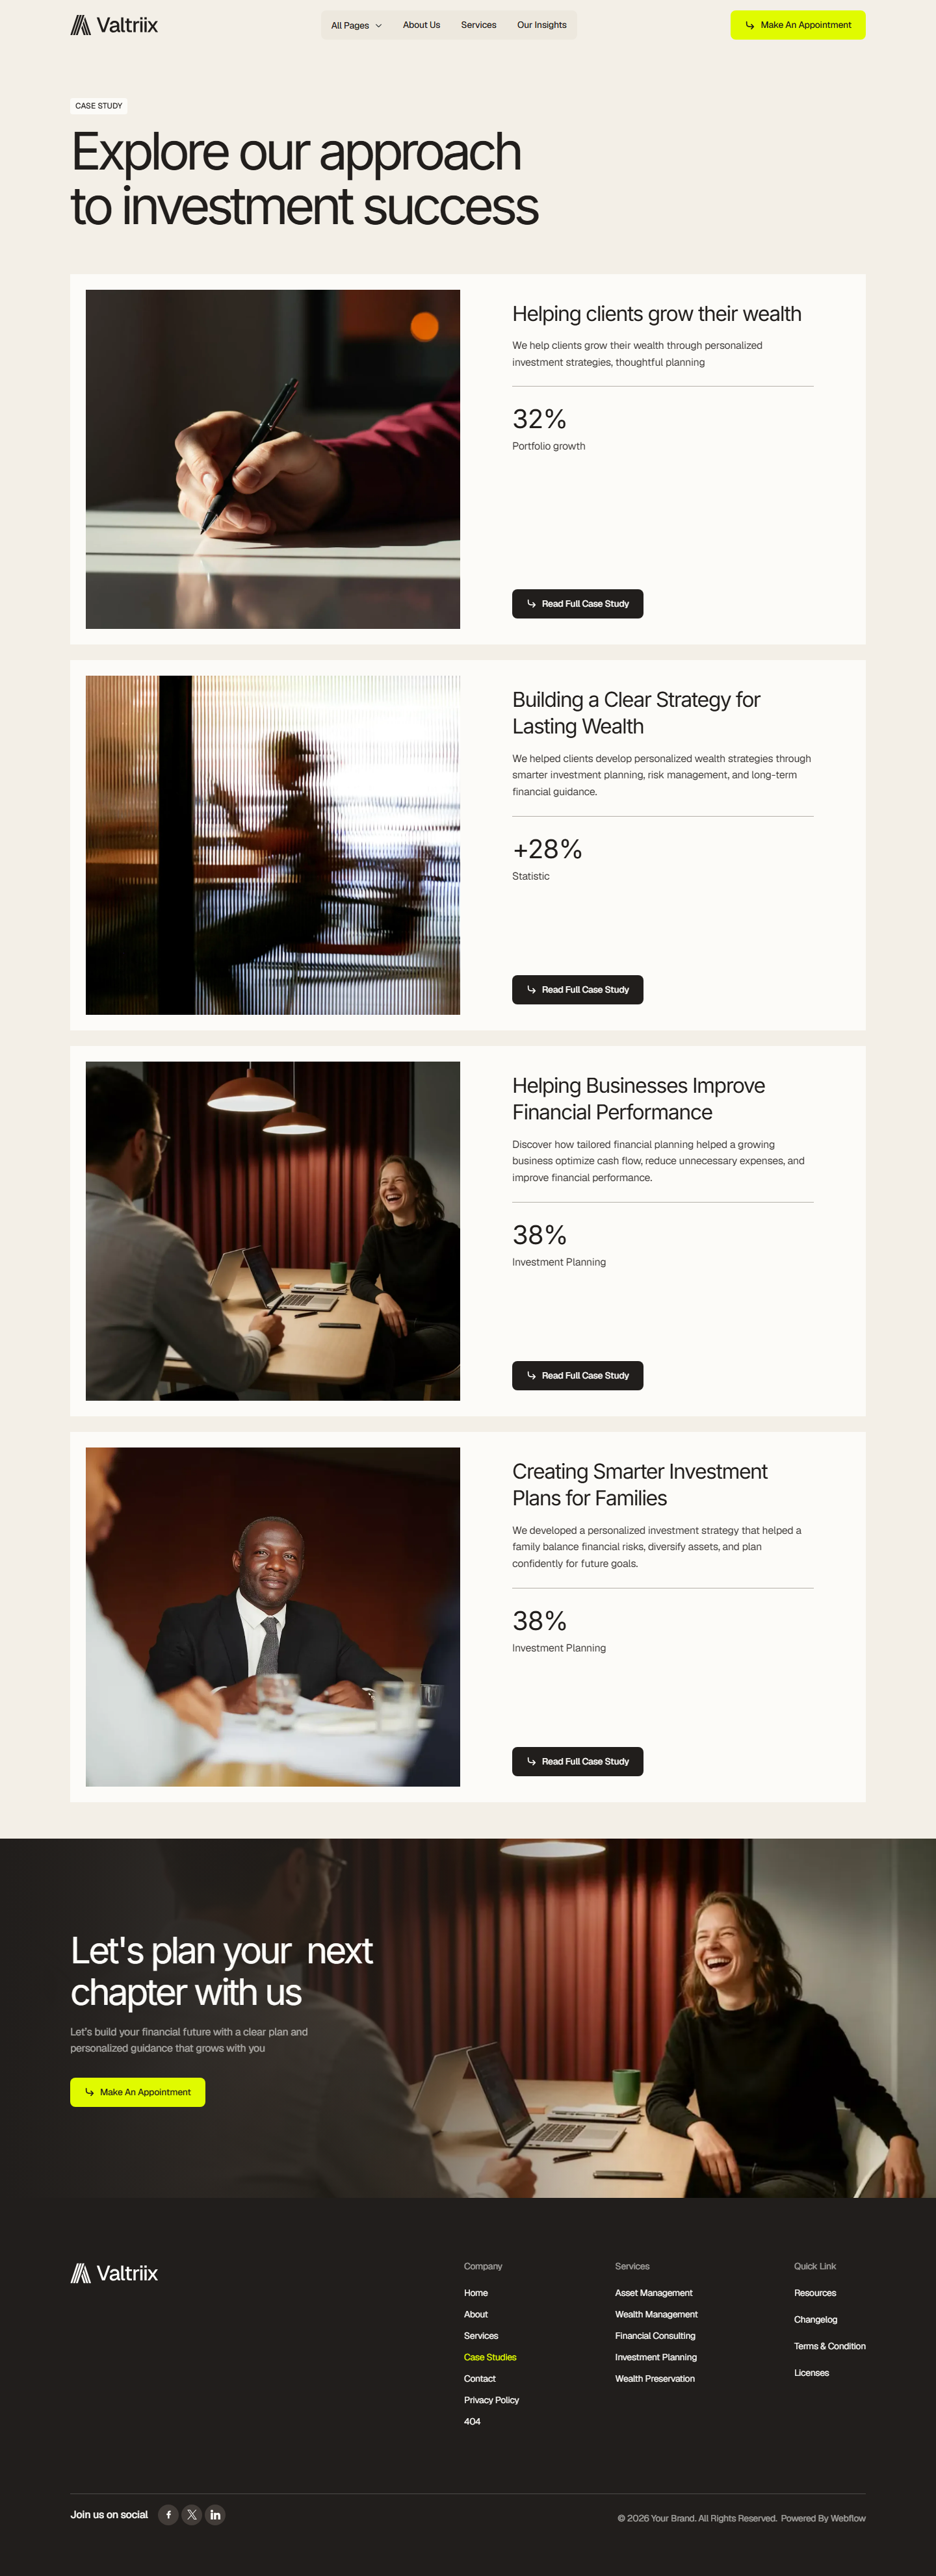 Valtriix
All Pages
About Us
Services
Our Insights
Make An Appointment
CASE STUDY
Explore our approach
to investment success
Helping clients grow their wealth
We help clients grow their wealth through personalized
investment strategies, thoughtful planning
32%
Portfolio growth
Read Full Case Study
Building a Clear Strategy for
Lasting Wealth
We helped clients develop personalized wealth strategies through
smarter investment planning, risk management, and long-term
financial guidance.
+28%
Statistic
Read Full Case Study
Helping Businesses Improve
Financial Performance
Discover how tailored financial planning helped a growing
business optimize cash flow, reduce unnecessary expenses, and
improve financial performance.
38%
Investment Planning
Read Full Case Study
Creating Smarter Investment
Plans for Families
We developed a personalized investment strategy that helped a
family balance financial risks, diversify assets, and plan
confidently for future goals.
38%
Investment Planning
Read Full Case Study
Let's plan your next
chapter with us
Let's build your financial future with a clear plan and
personalized guidance that grows with you
Make An Appointment
Valtriix
Company
Home
About
Services
Case Studies
Contact
Privacy Policy
404
Services
Asset Management
Wealth Management
Financial Consulting
Investment Planning
Wealth Preservation
Quick Link
Resources
Changelog
Terms & Condition
Licenses
Join us on social
© 2026 Your Brand. All Rights Reserved. Powered By Webflow